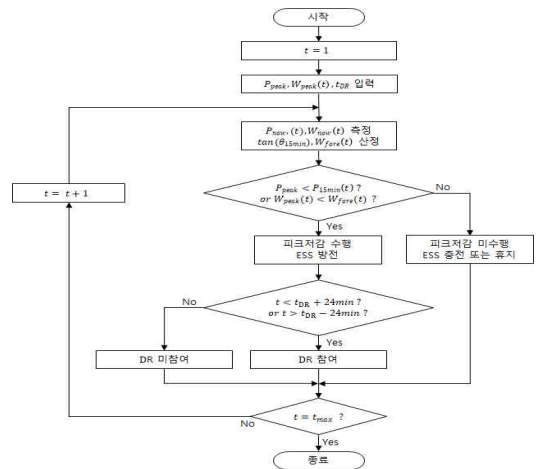 시작
t = 1
P_peak, W_peak(t), t_DR 입력
P_now,(t), W_now(t) 측정
tan(θ_15min), W_fore(t) 산정
t = t + 1
P_peak < P_15min(t) ?
or W_peak(t) < W_fore(t) ?
No
Yes
피크저감 수행
ESS 방전
피크저감 미수행
ESS 충전 또는 휴지
t < t_DR + 24min ?
or t > t_DR − 24min ?
No
Yes
DR 미참여
DR 참여
t = t_max ?
No
Yes
종료